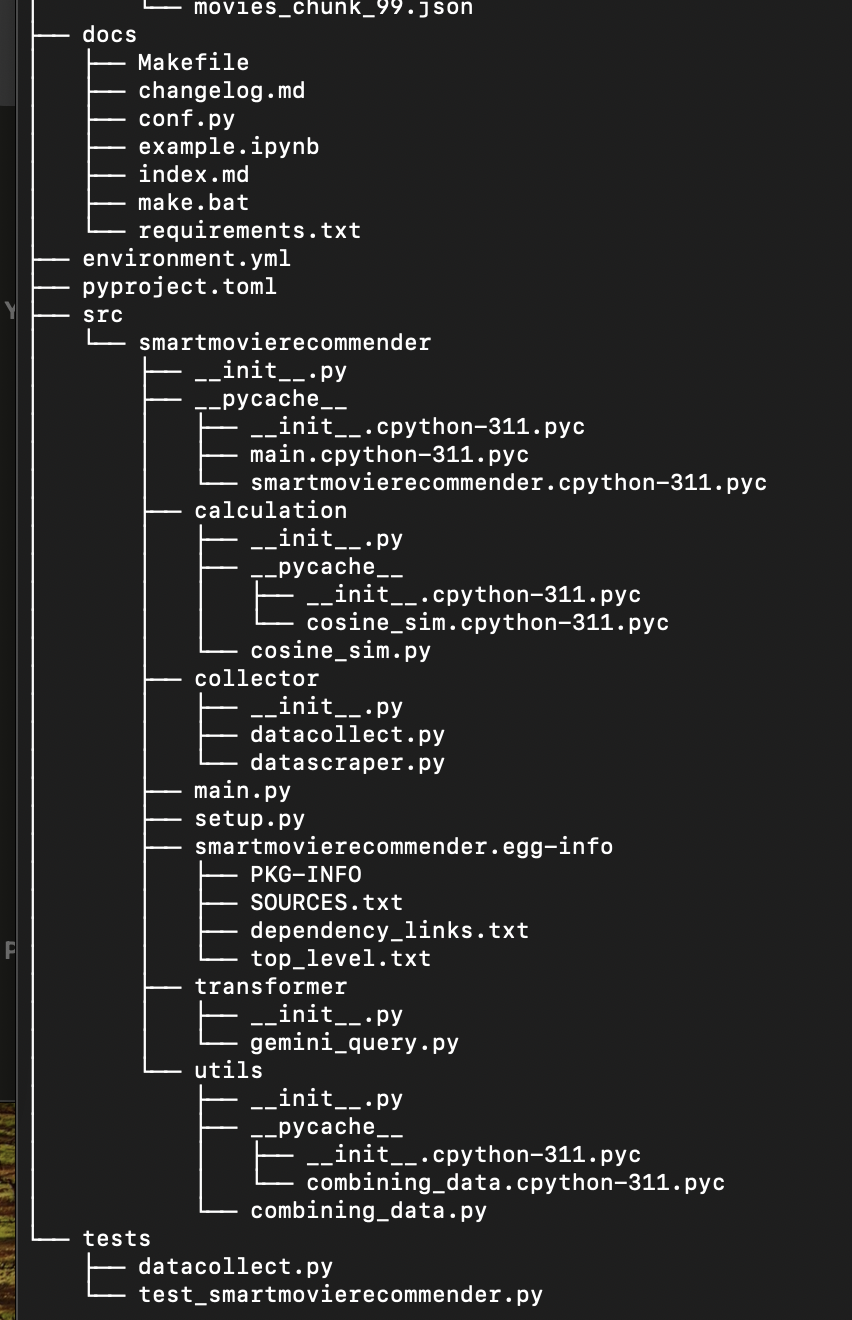 └── movies_chunk_99.json
├── docs
│   ├── Makefile
│   ├── changelog.md
│   ├── conf.py
│   ├── example.ipynb
│   ├── index.md
│   ├── make.bat
│   └── requirements.txt
├── environment.yml
├── pyproject.toml
├── src
│   └── smartmovierecommender
│       ├── __init__.py
│       ├── __pycache__
│       │   ├── __init__.cpython-311.pyc
│       │   ├── main.cpython-311.pyc
│       │   └── smartmovierecommender.cpython-311.pyc
│       ├── calculation
│       │   ├── __init__.py
│       │   ├── __pycache__
│       │   │   ├── __init__.cpython-311.pyc
│       │   │   └── cosine_sim.cpython-311.pyc
│       │   └── cosine_sim.py
│       ├── collector
│       │   ├── __init__.py
│       │   ├── datacollect.py
│       │   └── datascraper.py
│       ├── main.py
│       ├── setup.py
│       ├── smartmovierecommender.egg-info
│       │   ├── PKG-INFO
│       │   ├── SOURCES.txt
│       │   ├── dependency_links.txt
│       │   └── top_level.txt
│       ├── transformer
│       │   ├── __init__.py
│       │   └── gemini_query.py
│       └── utils
│           ├── __init__.py
│           ├── __pycache__
│           │   ├── __init__.cpython-311.pyc
│           │   └── combining_data.cpython-311.pyc
│           └── combining_data.py
└── tests
    ├── datacollect.py
    └── test_smartmovierecommender.py